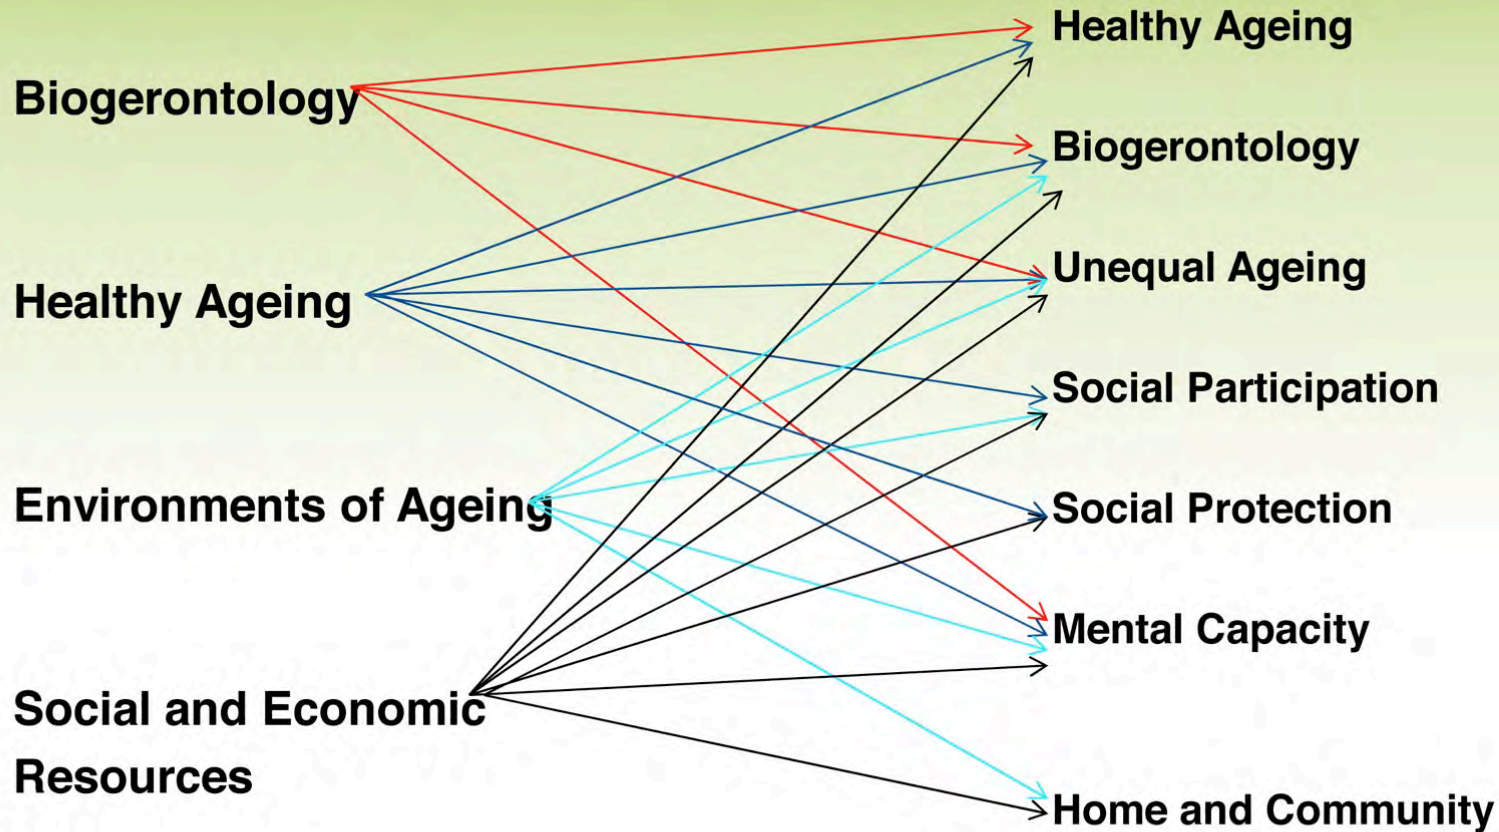 Biogerontology
Healthy Ageing
Environments of Ageing
Social and Economic
Resources
Healthy Ageing
Biogerontology
Unequal Ageing
Social Participation
Social Protection
Mental Capacity
Home and Community